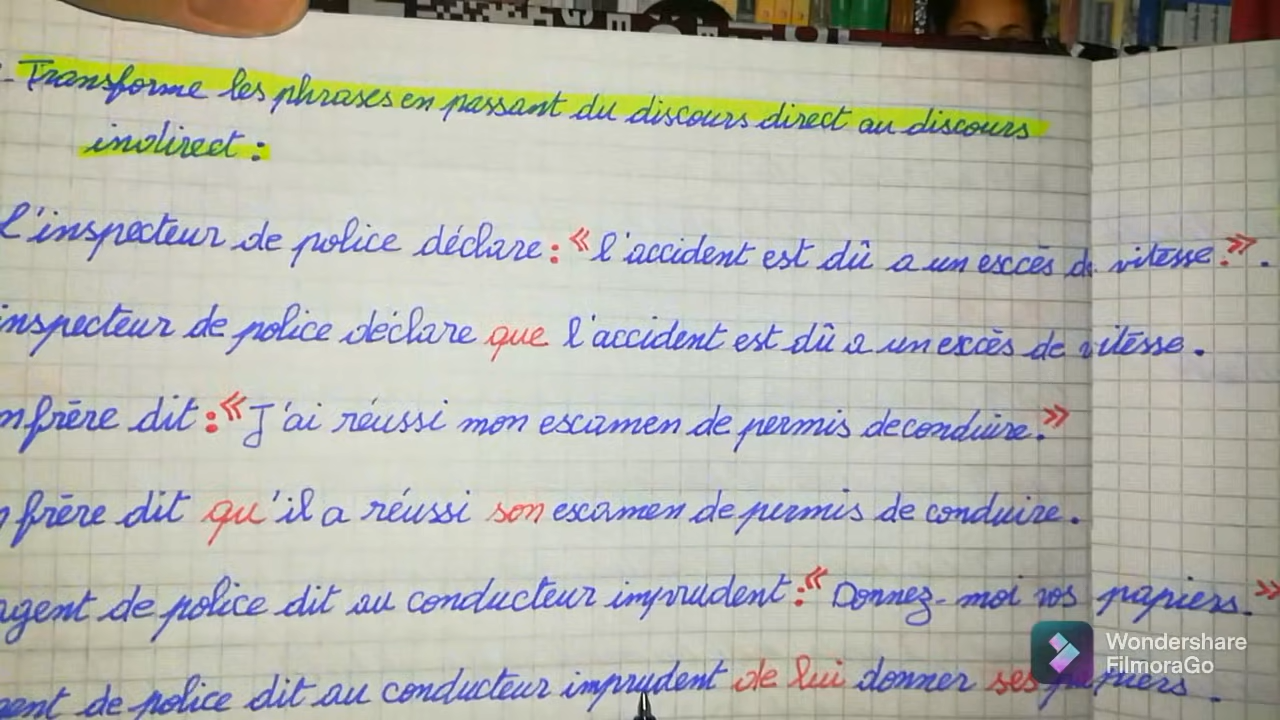 Transforme les phrases en passant du discours direct au discours
indirect :
l'inspecteur de police déclare : « l'accident est dû a un excès de vitesse. » .
inspecteur de police déclare que l'accident est dû a un excès de vitesse .
frère dit : « J'ai réussi mon examen de permis de conduire. »
frère dit qu'il a réussi son examen de permis de conduire .
agent de police dit au conducteur imprudent : « Donnez-moi vos papiers. »
gent de police dit au conducteur imprudent de lui donner ses papiers .
Wondershare
FilmoraGo